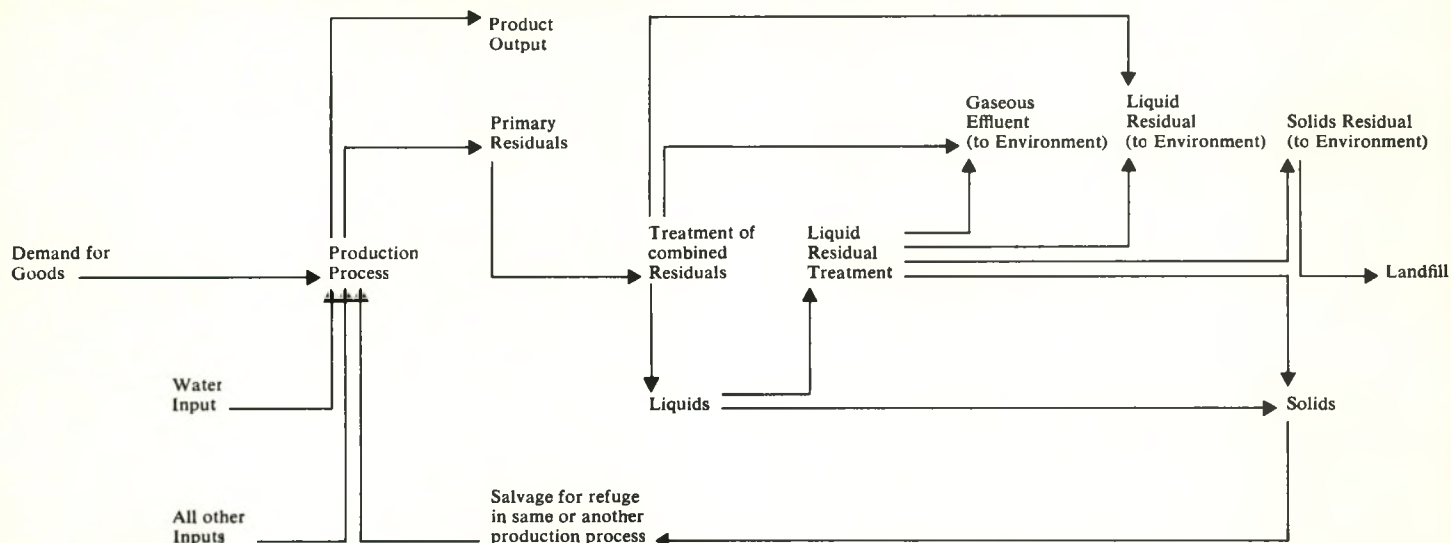 Product
Output
Primary
Residuals
Gaseous
Effluent
(to Environment)
Liquid
Residual
(to Environment)
Solids Residual
(to Environment)
Demand for
Goods
Production
Process
Treatment of
combined
Residuals
Liquid
Residual
Treatment
Landfill
Water
Input
Liquids
Solids
All other
Inputs
Salvage for refuge
in same or another
production process